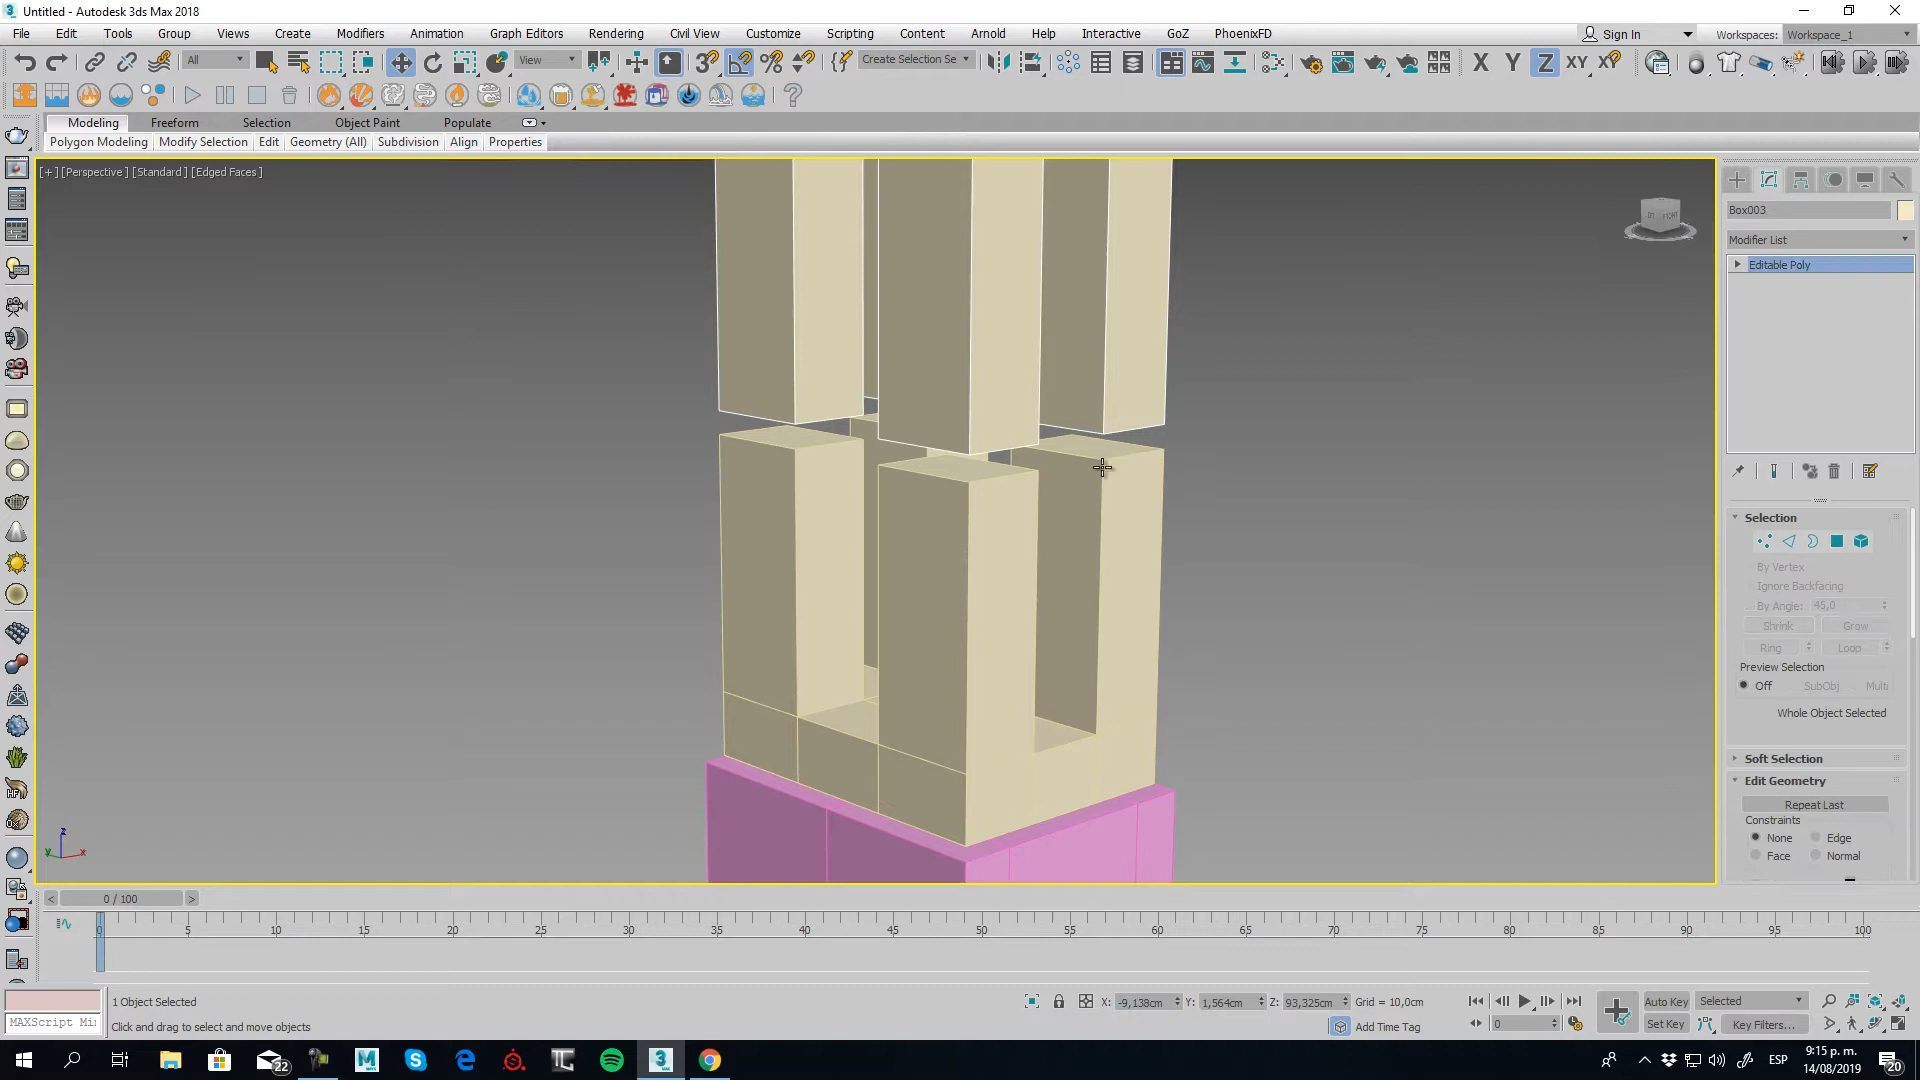 Untitled - Autodesk 3ds Max 2018
File Edit Tools Group Views Create Modifiers Animation Graph Editors Rendering Civil View Customize Scripting Content Arnold Help Interactive GoZ PhoenixFD
Sign In Workspaces: Workspace_1
All View Create Selection Se X Y Z XY XY
Modeling Freeform Selection Object Paint Populate
Polygon Modeling Modify Selection Edit Geometry (All) Subdivision Align Properties
[+] [Perspective] [Standard] [Edged Faces]
Box003
Modifier List
Editable Poly
Selection
By Vertex
Ignore Backfacing
By Angle: 45,0
Shrink Grow
Ring Loop
Preview Selection
Off SubObj Multi
Whole Object Selected
Soft Selection
Edit Geometry
Repeat Last
Constraints
None Edge
Face Normal
z
y x
< 0 / 100 >
0 5 10 15 20 25 30 35 40 45 50 55 60 65 70 75 80 85 90 95 100
1 Object Selected
X: -9,138cm Y: 1,564cm Z: 93,325cm Grid = 10,0cm
Auto Key Selected
MAXScript Mi
Click and drag to select and move objects
Add Time Tag
0
Set Key Key Filters...
22
ESP
9:15 p. m.
14/08/2019
20